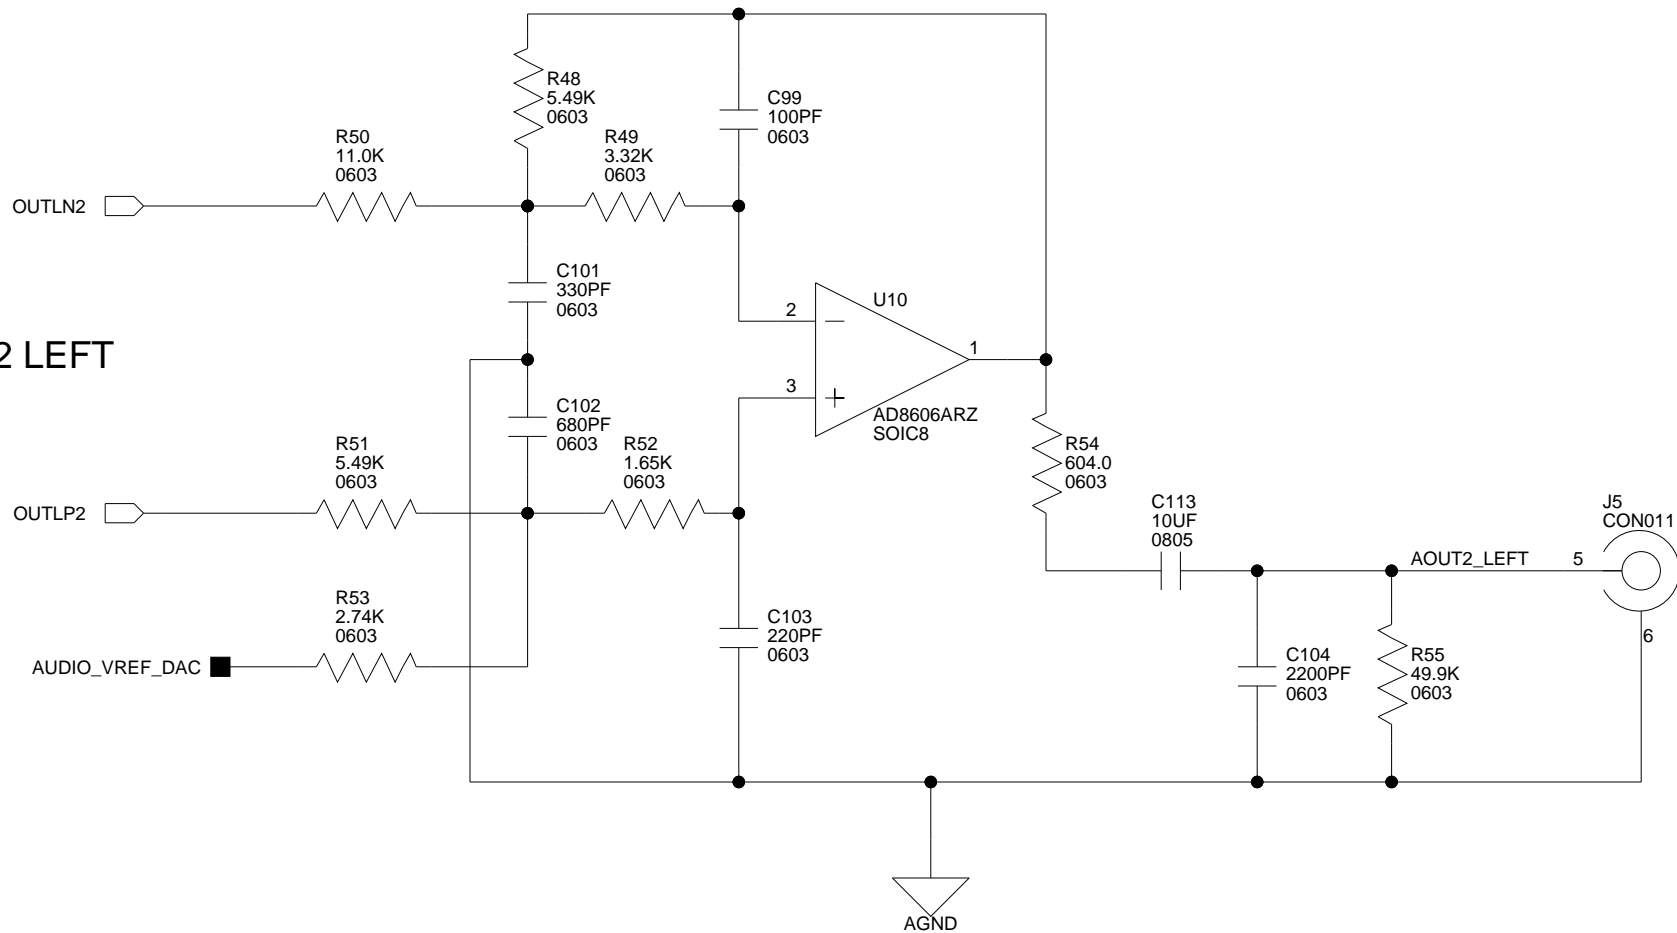 R48
5.49K
0603
C99
100PF
0603
R50
11.0K
0603
R49
3.32K
0603
OUTLN2
C101
330PF
0603
U10
2
1
2 LEFT
3
AD8606ARZ
SOIC8
C102
680PF
0603
R51
5.49K
0603
R52
1.65K
0603
R54
604.0
0603
OUTLP2
C113
10UF
0805
J5
CON011
AOUT2_LEFT
5
6
R53
2.74K
0603
AUDIO_VREF_DAC
C103
220PF
0603
C104
2200PF
0603
R55
49.9K
0603
AGND